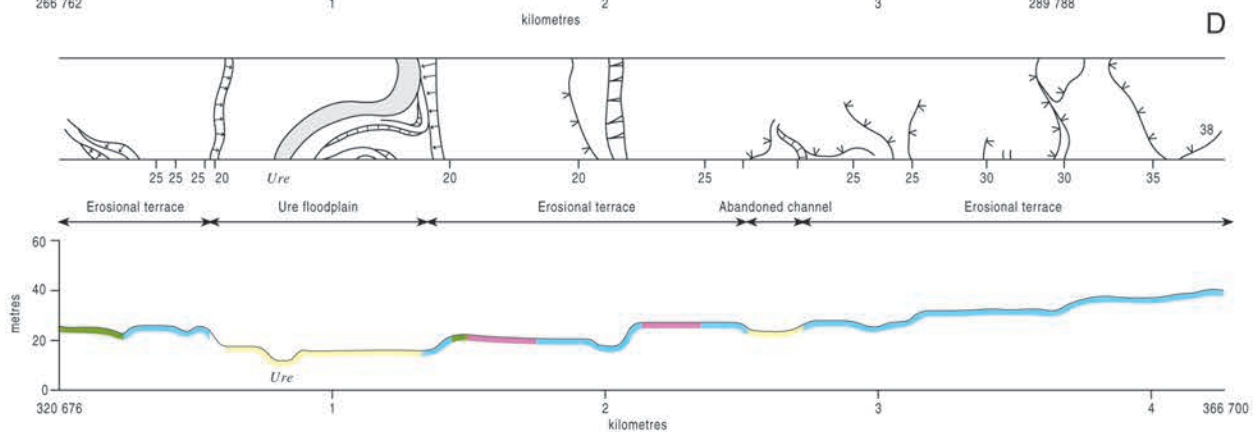 266 762 1 2 3 289 788
kilometres
D
38
25 25 25 20 Ure 20 20 25 25 25 30 30 35
Erosional terrace Ure floodplain Erosional terrace Abandoned channel Erosional terrace
60
40
20
0
metres
Ure
320 676 1 2 3 4 366 700
kilometres